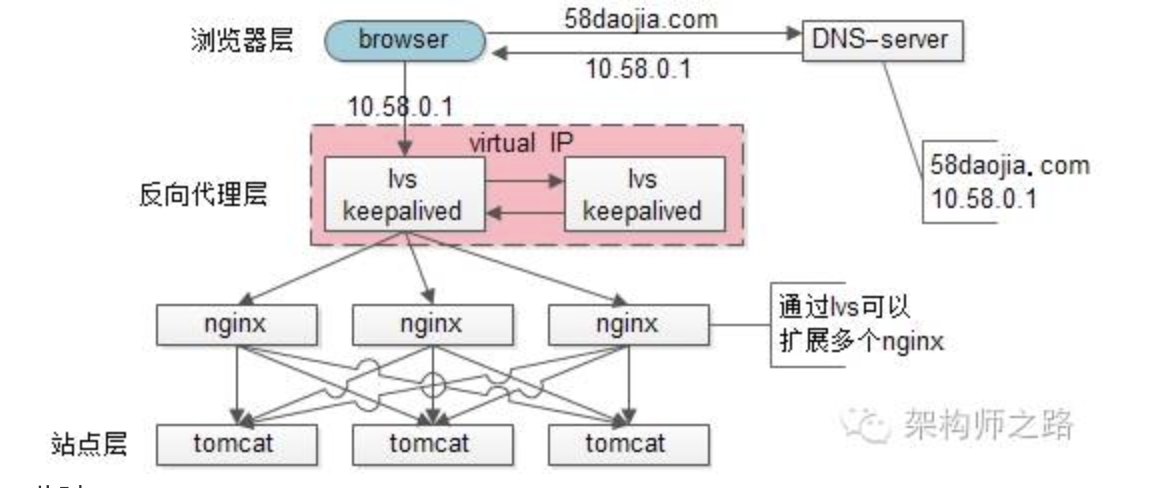 浏览器层
browser
58daojia.com
10.58.0.1
DNS-server
10.58.0.1
virtual IP
58daojia.com
10.58.0.1
反向代理层
lvs
keepalived
lvs
keepalived
nginx
nginx
nginx
通过lvs可以
扩展多个nginx
站点层
tomcat
tomcat
tomcat
架构师之路